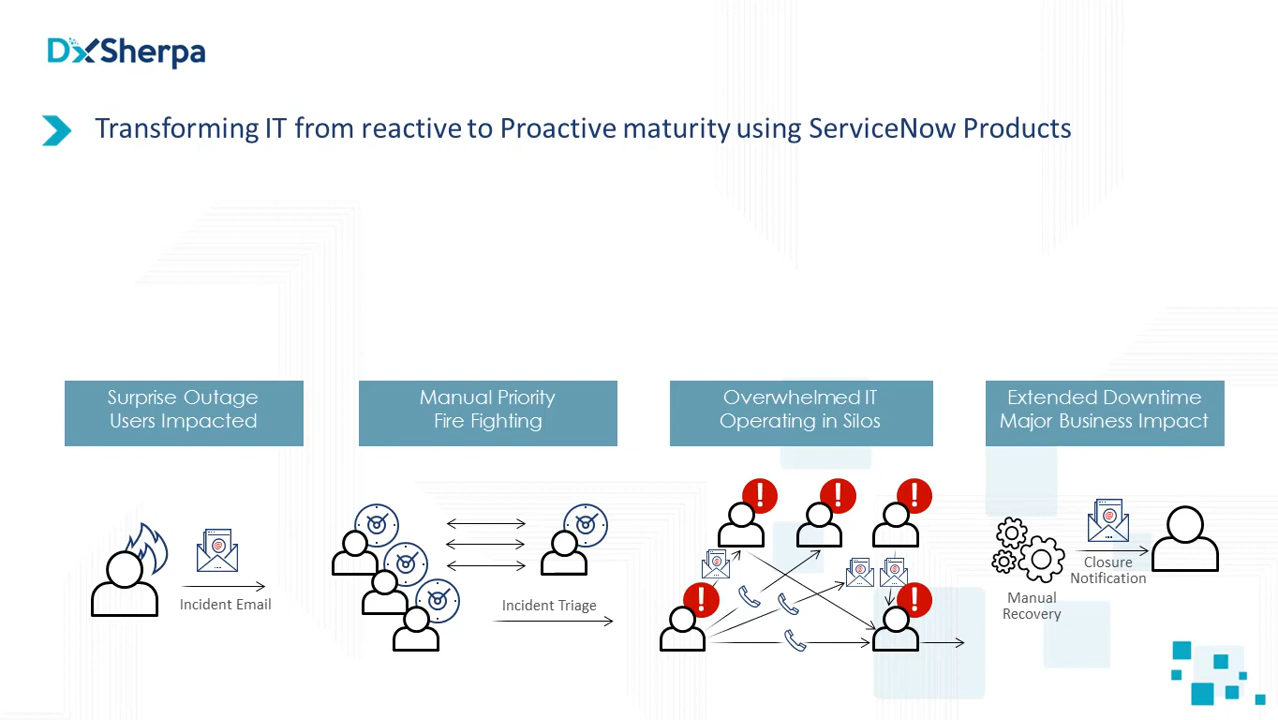 DxSherpa
Transforming IT from reactive to Proactive maturity using ServiceNow Products
Surprise Outage
Users Impacted
Manual Priority
Fire Fighting
Overwhelmed IT
Operating in Silos
Extended Downtime
Major Business Impact
Incident Email
Incident Triage
Manual
Recovery
Closure
Notification